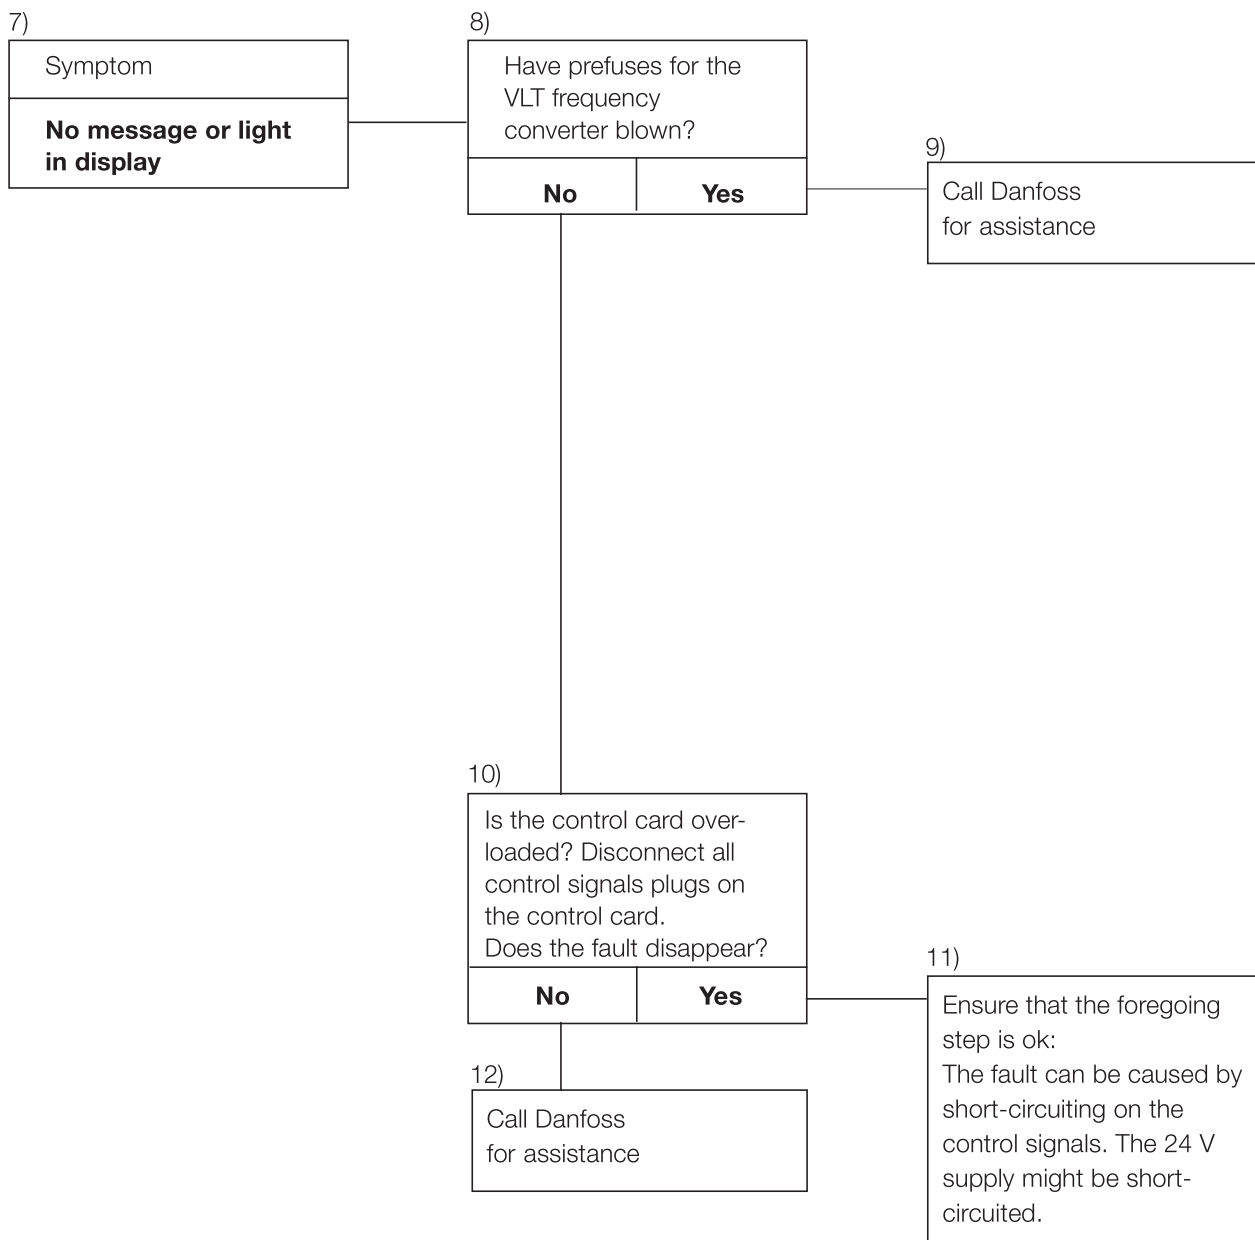 7)
Symptom
No message or light
in display
8)
Have prefuses for the
VLT frequency
converter blown?
No
Yes
9)
Call Danfoss
for assistance
10)
Is the control card over-
loaded? Disconnect all
control signals plugs on
the control card.
Does the fault disappear?
No
Yes
11)
Ensure that the foregoing
step is ok:
The fault can be caused by
short-circuiting on the
control signals. The 24 V
supply might be short-
circuited.
12)
Call Danfoss
for assistance